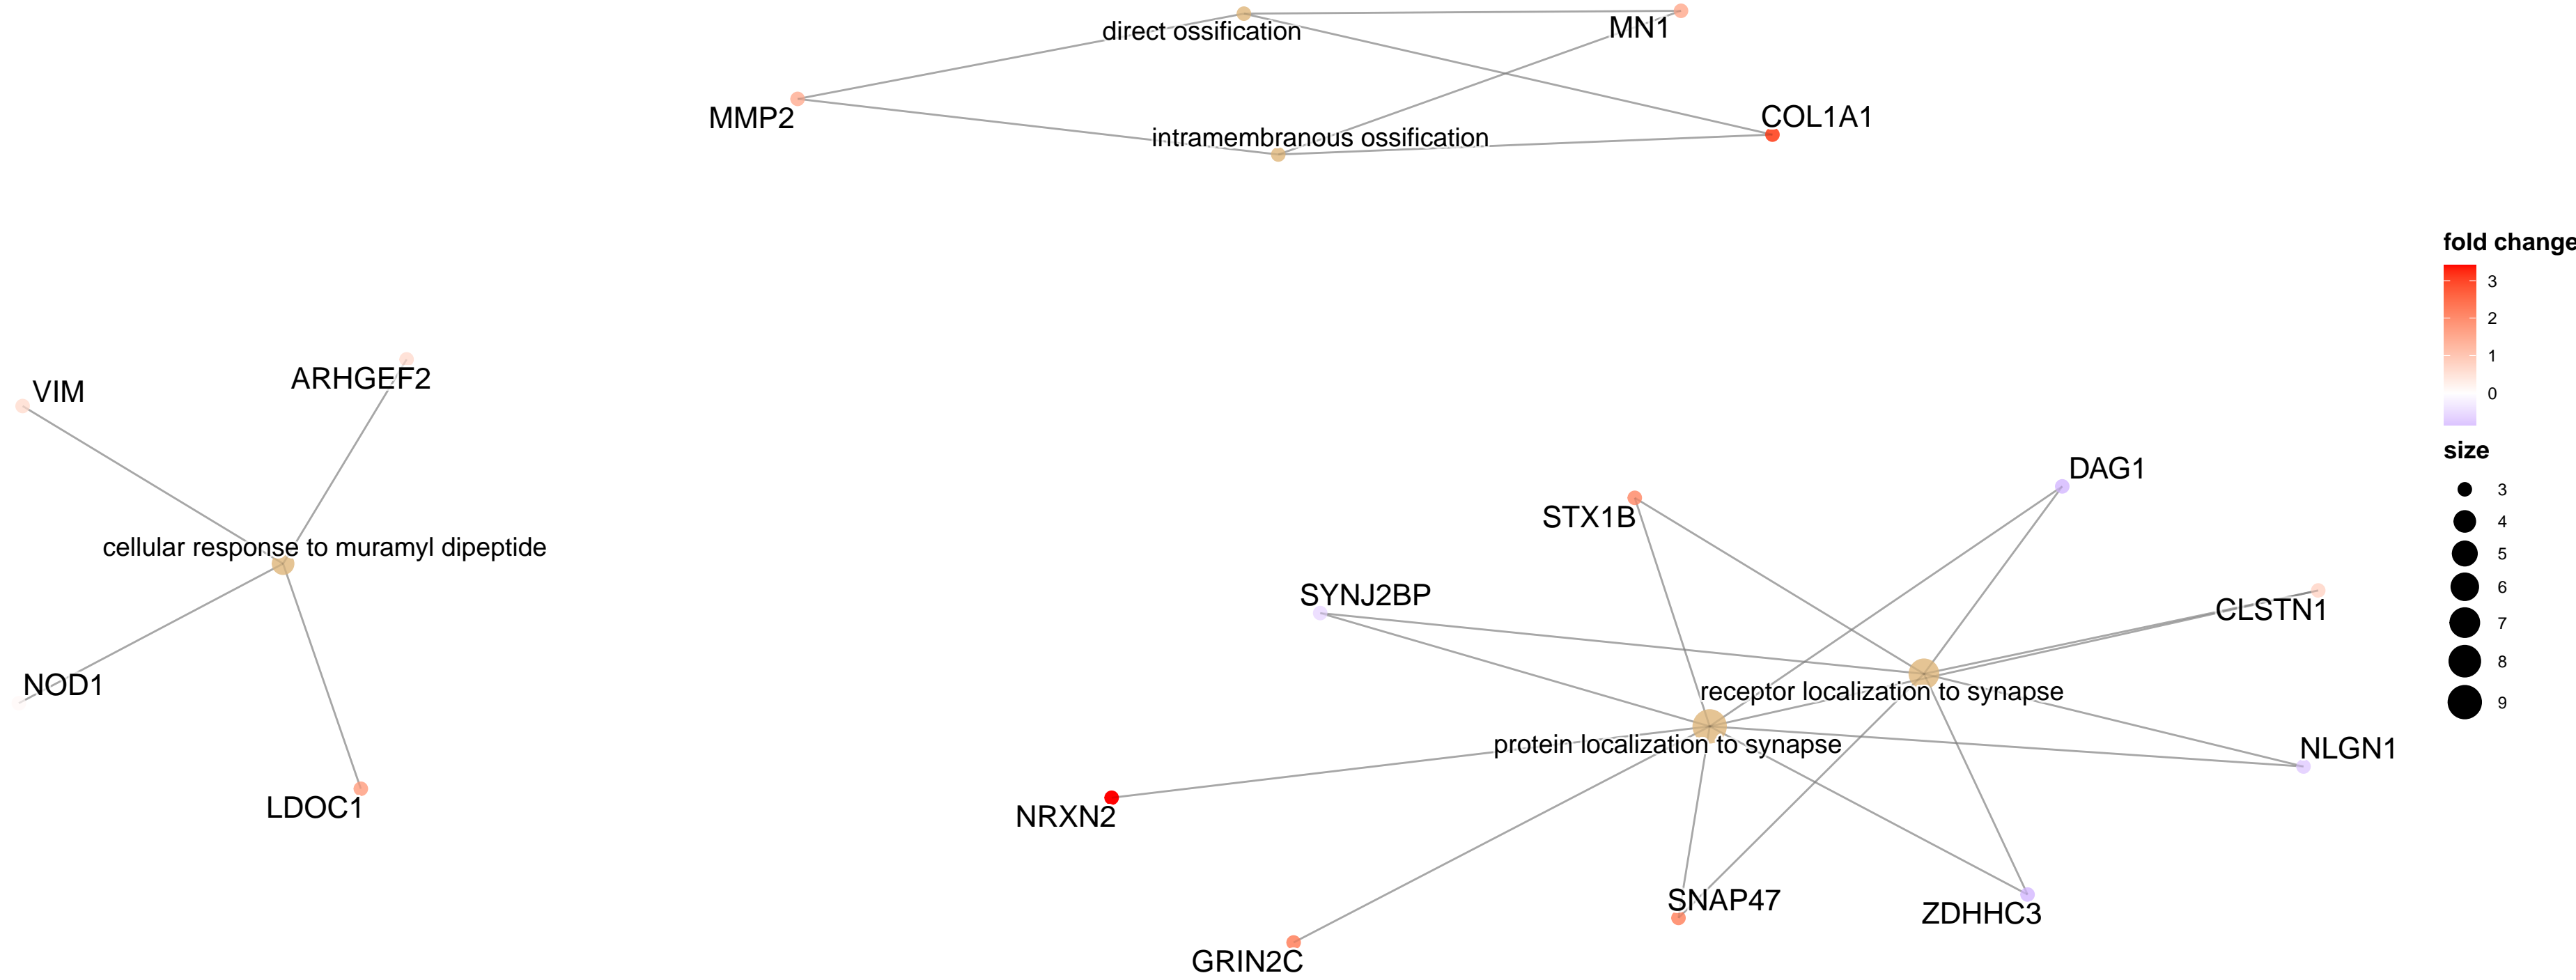 MN1
direct ossification
MMP2
COL1A1
intramembranous ossification
fold change
3
2
1
0
VIM
ARHGEF2
size
3
4
5
6
7
8
9
DAG1
STX1B
cellular response to muramyl dipeptide
SYNJ2BP
CLSTN1
NOD1
receptor localization to synapse
protein localization to synapse
NLGN1
LDOC1
NRXN2
SNAP47
ZDHHC3
GRIN2C